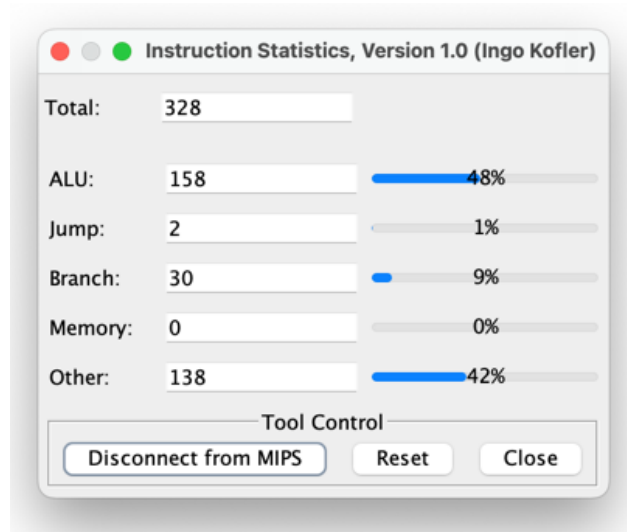 Instruction Statistics, Version 1.0 (Ingo Kofler)
Total: 328
ALU: 158 48%
Jump: 2 1%
Branch: 30 9%
Memory: 0 0%
Other: 138 42%
Tool Control
Disconnect from MIPS Reset Close